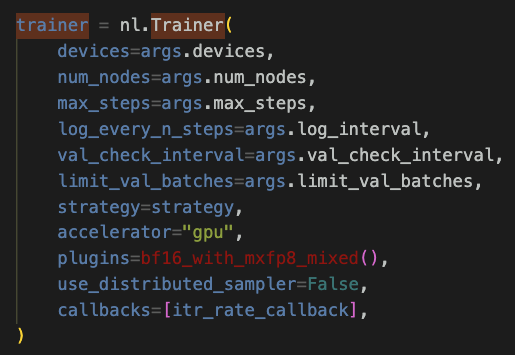 trainer = nl.Trainer(
    devices=args.devices,
    num_nodes=args.num_nodes,
    max_steps=args.max_steps,
    log_every_n_steps=args.log_interval,
    val_check_interval=args.val_check_interval,
    limit_val_batches=args.limit_val_batches,
    strategy=strategy,
    accelerator="gpu",
    plugins=bf16_with_mxfp8_mixed(),
    use_distributed_sampler=False,
    callbacks=[itr_rate_callback],
)